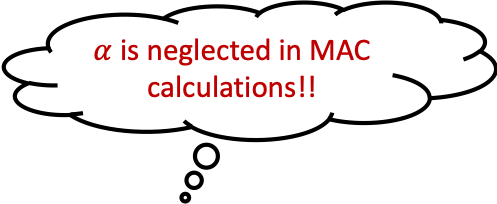 𝛼 is neglected in MAC
calculations!!